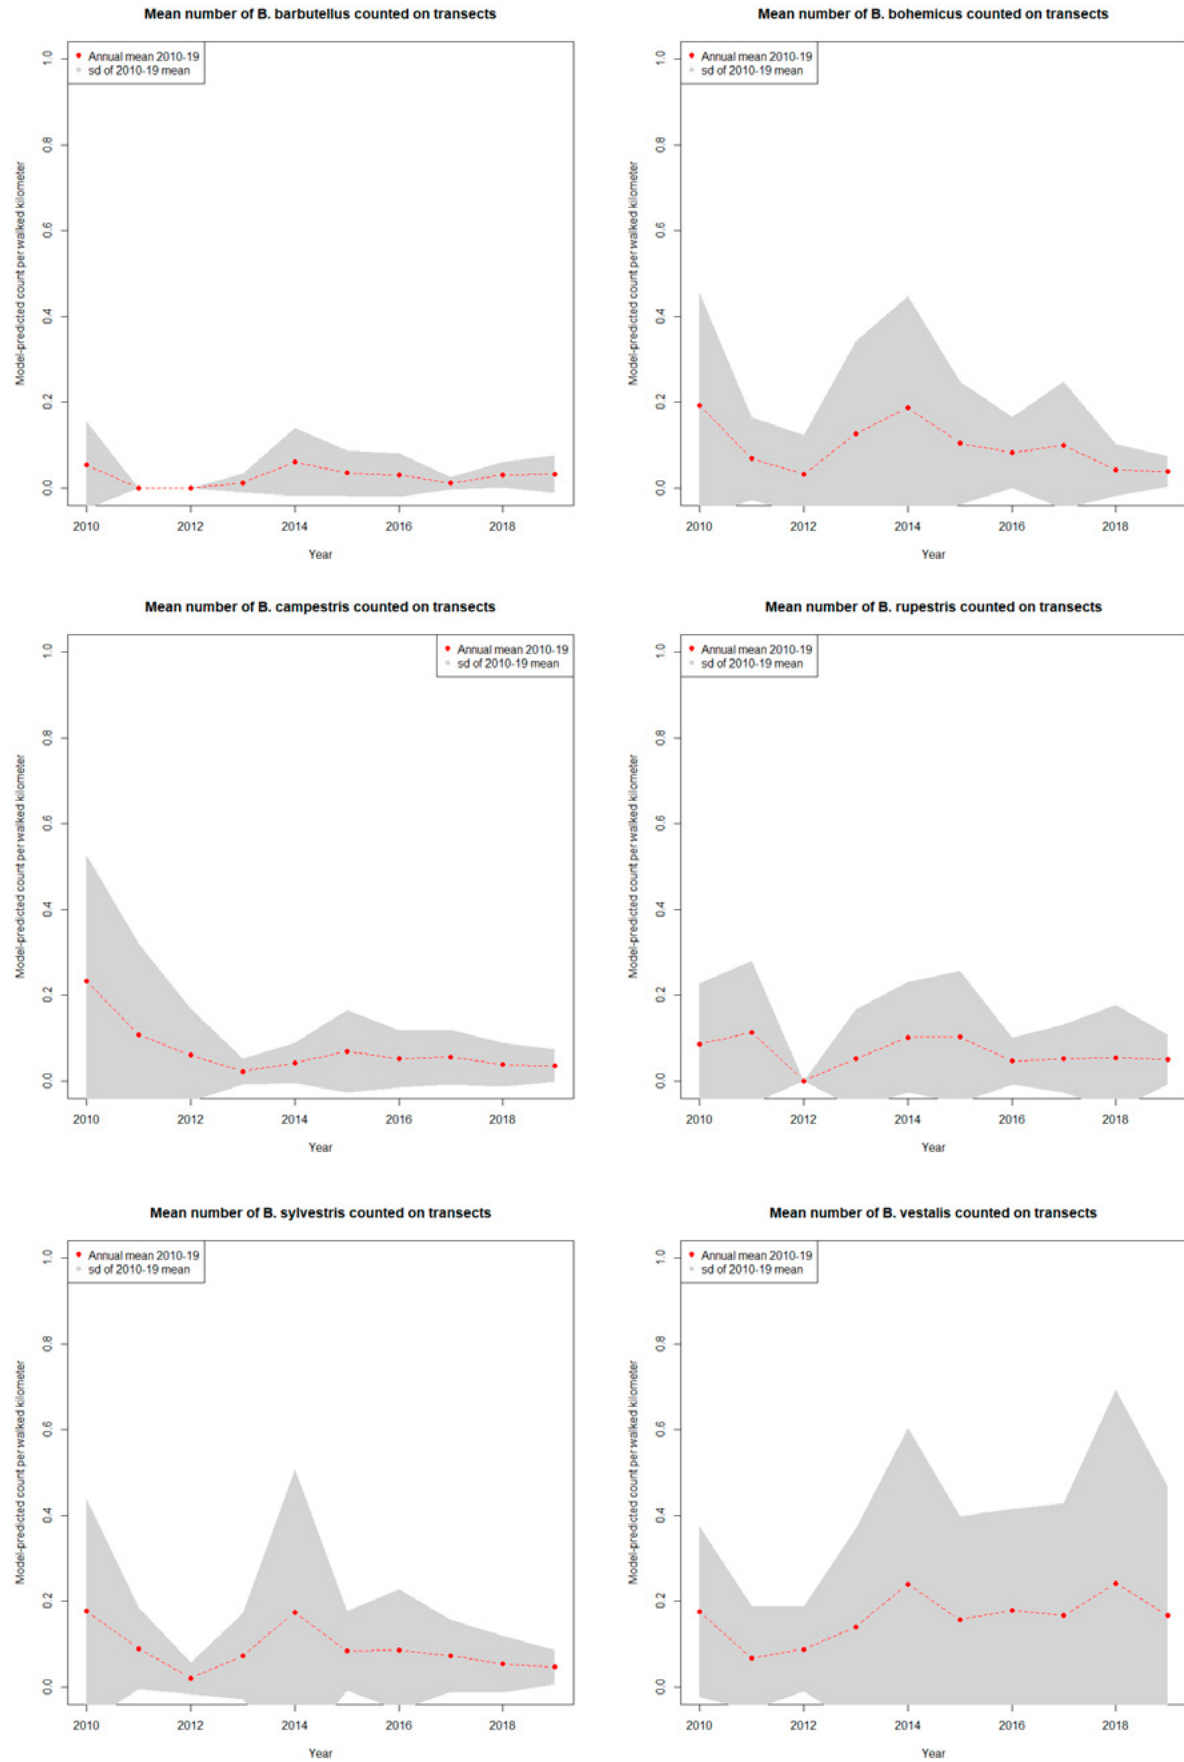 Mean number of B. barbutellus counted on transects
Annual mean 2010-19
sd of 2010-19 mean
Model-predicted count per walked kilometer
1.0
0.8
0.6
0.4
0.2
0.0
2010 2012 2014 2016 2018
Year
Mean number of B. bohemicus counted on transects
Annual mean 2010-19
sd of 2010-19 mean
Model-predicted count per walked kilometer
1.0
0.8
0.6
0.4
0.2
0.0
2010 2012 2014 2016 2018
Year
Mean number of B. campestris counted on transects
Annual mean 2010-19
sd of 2010-19 mean
Model-predicted count per walked kilometer
1.0
0.8
0.6
0.4
0.2
0.0
2010 2012 2014 2016 2018
Year
Mean number of B. rupestris counted on transects
Annual mean 2010-19
sd of 2010-19 mean
Model-predicted count per walked kilometer
1.0
0.8
0.6
0.4
0.2
0.0
2010 2012 2014 2016 2018
Year
Mean number of B. sylvestris counted on transects
Annual mean 2010-19
sd of 2010-19 mean
Model-predicted count per walked kilometer
1.0
0.8
0.6
0.4
0.2
0.0
2010 2012 2014 2016 2018
Year
Mean number of B. vestalis counted on transects
Annual mean 2010-19
sd of 2010-19 mean
Model-predicted count per walked kilometer
1.0
0.8
0.6
0.4
0.2
0.0
2010 2012 2014 2016 2018
Year